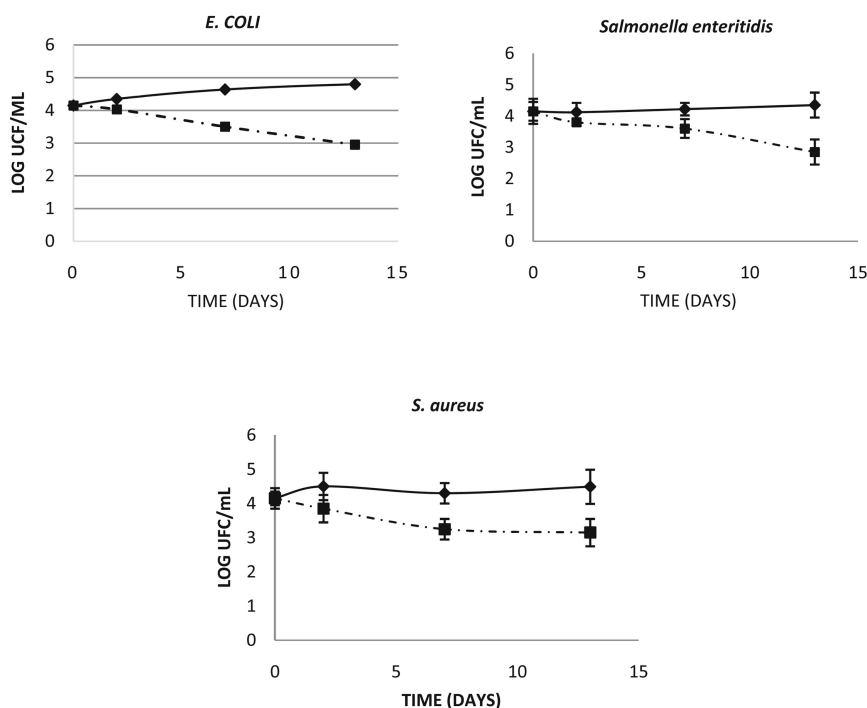 E. COLI
LOG UCF/ML
6
5
4
3
2
1
0
0 5 10 15
TIME (DAYS)
Salmonella enteritidis
LOG UFC/mL
6
5
4
3
2
1
0
0 5 10 15
TIME (DAYS)
S. aureus
LOG UFC/mL
6
5
4
3
2
1
0
0 5 10 15
TIME (DAYS)